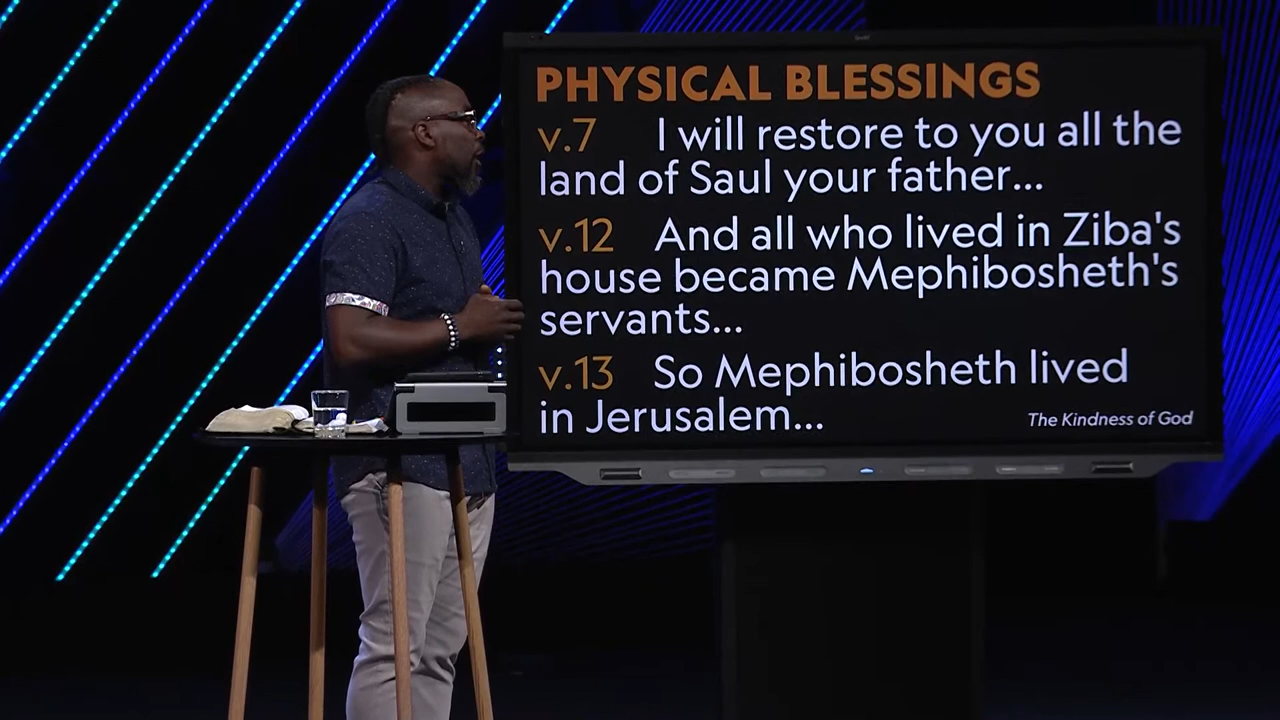 PHYSICAL BLESSINGS
v.7 I will restore to you all the
land of Saul your father...
v.12 And all who lived in Ziba's
house became Mephibosheth's
servants...
v.13 So Mephibosheth lived
in Jerusalem...
The Kindness of God